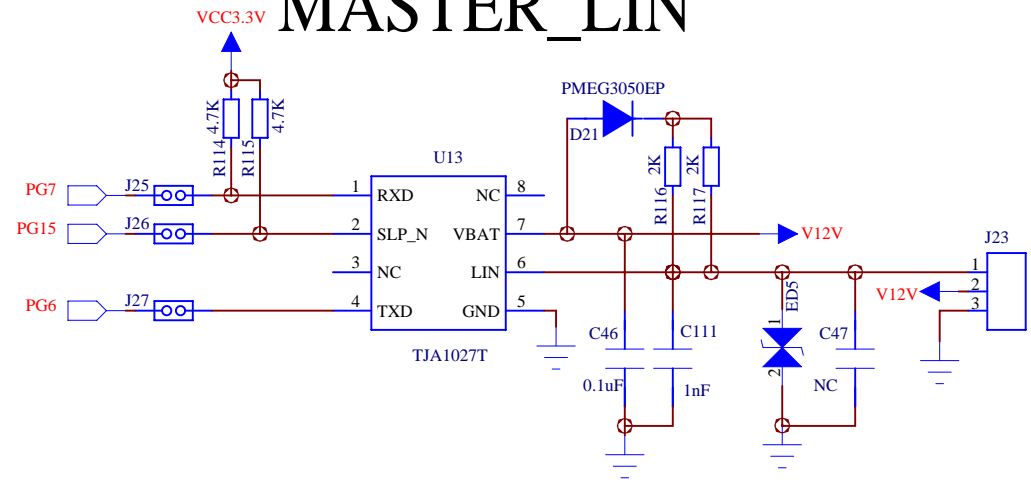 MASTER_LIN
VCC3.3V
PMEG3050EP
D21
4.7K
4.7K
R114
R115
2K
2K
R116
R117
U13
PG7
J25
1
RXD
NC
8
PG15
J26
2
SLP_N
VBAT
7
V12V
J23
3
NC
LIN
6
1
V12V
2
3
PG6
J27
4
TXD
GND
5
TJA1027T
C46
0.1uF
C111
1nF
ED5
1
2
C47
NC